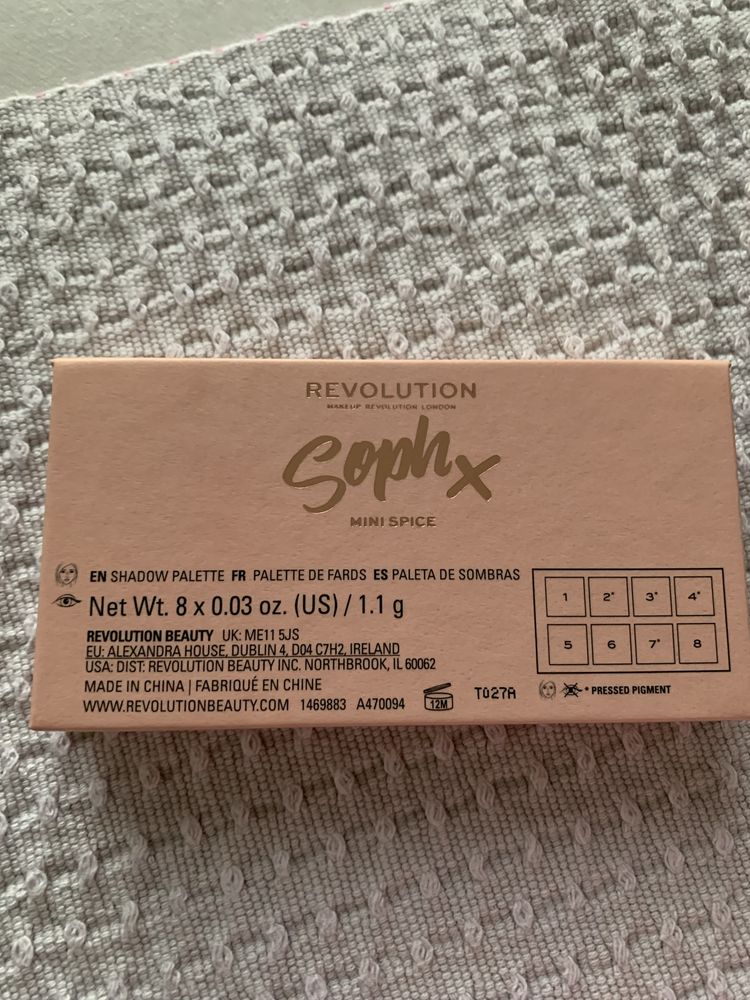 REVOLUTION
MAKEUP REVOLUTION LONDON
Soph x
MINI SPICE
EN SHADOW PALETTE FR PALETTE DE FARDS ES PALETA DE SOMBRAS
Net Wt. 8 x 0.03 oz. (US) / 1.1 g
REVOLUTION BEAUTY UK: ME11 5JS
EU: ALEXANDRA HOUSE, DUBLIN 4, D04 C7H2, IRELAND
USA: DIST: REVOLUTION BEAUTY INC. NORTHBROOK, IL 60062
MADE IN CHINA | FABRIQUÉ EN CHINE
WWW.REVOLUTIONBEAUTY.COM 1469883 A470094 12M T027A
1 2* 3* 4*
5 6 7* 8
* PRESSED PIGMENT